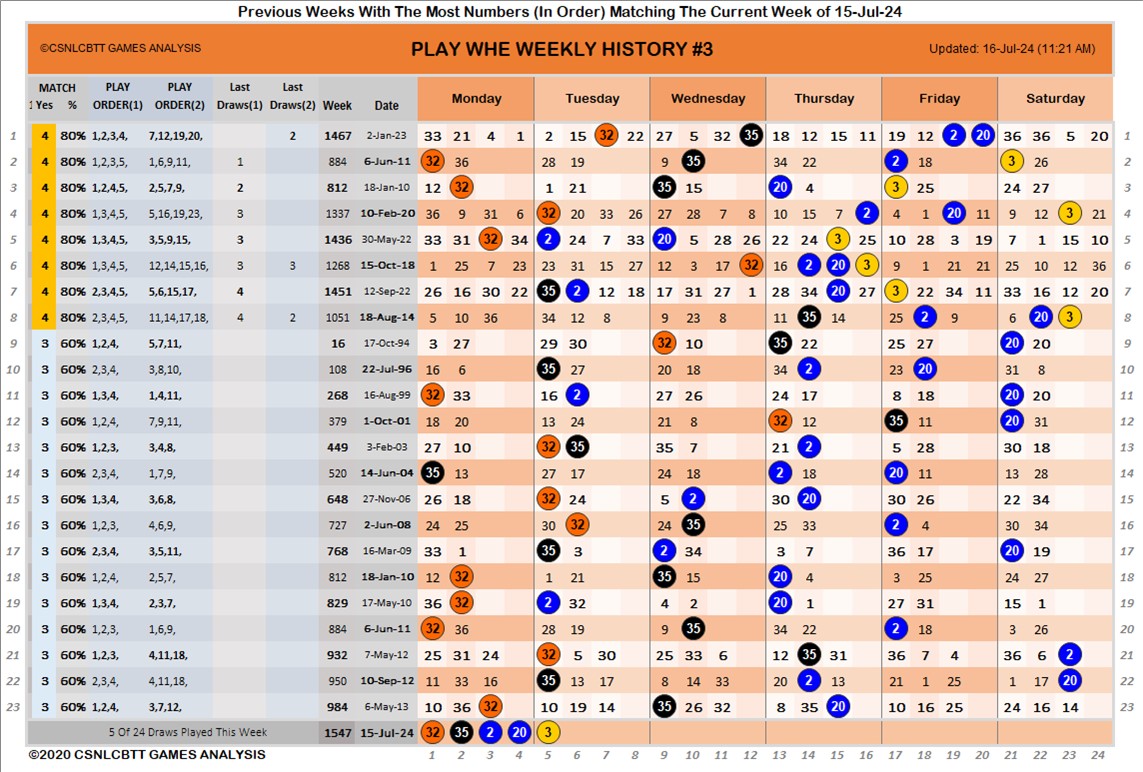 Previous Weeks With The Most Numbers (In Order) Matching The Current Week of 15-Jul-24
©CSNLCBTT GAMES ANALYSIS PLAY WHE WEEKLY HISTORY #3 Updated: 16-Jul-24 (11:21 AM)
MATCH PLAY PLAY Last Last
1 Yes % ORDER(1) ORDER(2) Draws(1) Draws(2) Week Date Monday Tuesday Wednesday Thursday Friday Saturday
1 4 80% 1,2,3,4, 7,12,19,20, 2 1467 2-Jan-23 33 21 4 1 2 15 32 22 27 5 32 35 18 12 15 11 19 12 2 20 36 36 5 20 1
2 4 80% 1,2,3,5, 1,6,9,11, 1 884 6-Jun-11 32 36 28 19 9 35 34 22 2 18 3 26 2
3 4 80% 1,2,4,5, 2,5,7,9, 2 812 18-Jan-10 12 32 1 21 35 15 20 4 3 25 24 27 3
4 4 80% 1,3,4,5, 5,16,19,23, 3 1337 10-Feb-20 36 9 31 6 32 20 33 26 27 28 7 8 10 15 7 2 4 1 20 11 9 12 3 21 4
5 4 80% 1,3,4,5, 3,5,9,15, 3 1436 30-May-22 33 31 32 34 2 24 7 33 20 5 28 26 22 24 3 25 10 28 3 19 7 1 15 10 5
6 4 80% 1,3,4,5, 12,14,15,16, 3 3 1268 15-Oct-18 1 25 7 23 23 31 15 27 12 3 17 32 16 2 20 3 9 1 21 21 25 10 12 36 6
7 4 80% 2,3,4,5, 5,6,15,17, 4 1451 12-Sep-22 26 16 30 22 35 2 12 18 17 31 27 1 28 34 20 27 3 22 34 11 33 16 12 20 7
8 4 80% 2,3,4,5, 11,14,17,18, 4 2 1051 18-Aug-14 5 10 36 34 12 8 9 23 8 11 35 14 25 2 9 6 20 3 8
9 3 60% 1,2,4, 5,7,11, 16 17-Oct-94 3 27 29 30 32 10 35 22 25 27 20 20 9
10 3 60% 2,3,4, 3,8,10, 108 22-Jul-96 16 6 35 27 20 18 34 2 23 20 31 8 10
11 3 60% 1,3,4, 1,4,11, 268 16-Aug-99 32 33 16 2 27 26 24 17 8 18 20 20 11
12 3 60% 1,2,4, 7,9,11, 379 1-Oct-01 18 20 13 24 21 8 32 12 35 11 20 31 12
13 3 60% 1,2,3, 3,4,8, 449 3-Feb-03 27 10 32 35 35 7 21 2 5 28 30 18 13
14 3 60% 2,3,4, 1,7,9, 520 14-Jun-04 35 13 27 17 24 18 2 18 20 11 13 28 14
15 3 60% 1,3,4, 3,6,8, 648 27-Nov-06 26 18 32 24 5 2 30 20 30 26 22 34 15
16 3 60% 1,2,3, 4,6,9, 727 2-Jun-08 24 25 30 32 24 35 25 33 2 4 30 34 16
17 3 60% 2,3,4, 3,5,11, 768 16-Mar-09 33 1 35 3 2 34 3 7 36 17 20 19 17
18 3 60% 1,2,4, 2,5,7, 812 18-Jan-10 12 32 1 21 35 15 20 4 3 25 24 27 18
19 3 60% 1,3,4, 2,3,7, 829 17-May-10 36 32 2 32 4 2 20 1 27 31 15 1 19
20 3 60% 1,2,3, 1,6,9, 884 6-Jun-11 32 36 28 19 9 35 34 22 2 18 3 26 20
21 3 60% 1,2,3, 4,11,18, 932 7-May-12 25 31 24 32 5 30 25 33 6 12 35 31 36 7 4 36 6 2 21
22 3 60% 2,3,4, 4,11,18, 950 10-Sep-12 11 33 16 35 13 17 8 14 33 20 2 13 21 1 25 1 17 20 22
23 3 60% 1,2,4, 3,7,12, 984 6-May-13 10 36 32 10 19 14 35 26 32 8 35 20 10 16 25 24 16 14 23
5 Of 24 Draws Played This Week 1547 15-Jul-24 32 35 2 20 3
©2020 CSNLCBTT GAMES ANALYSIS 1 2 3 4 5 6 7 8 9 10 11 12 13 14 15 16 17 18 19 20 21 22 23 24